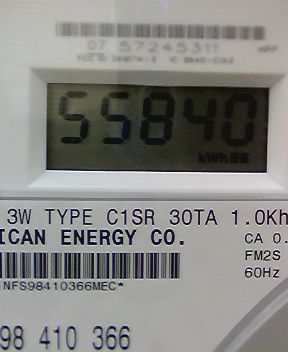 07 57245311
55840
kWh
3W TYPE C1SR 30TA 1.0Kh
ICAN ENERGY CO.
CA 0.
FM2S
60Hz
NFS98410366MEC*
98 410 366